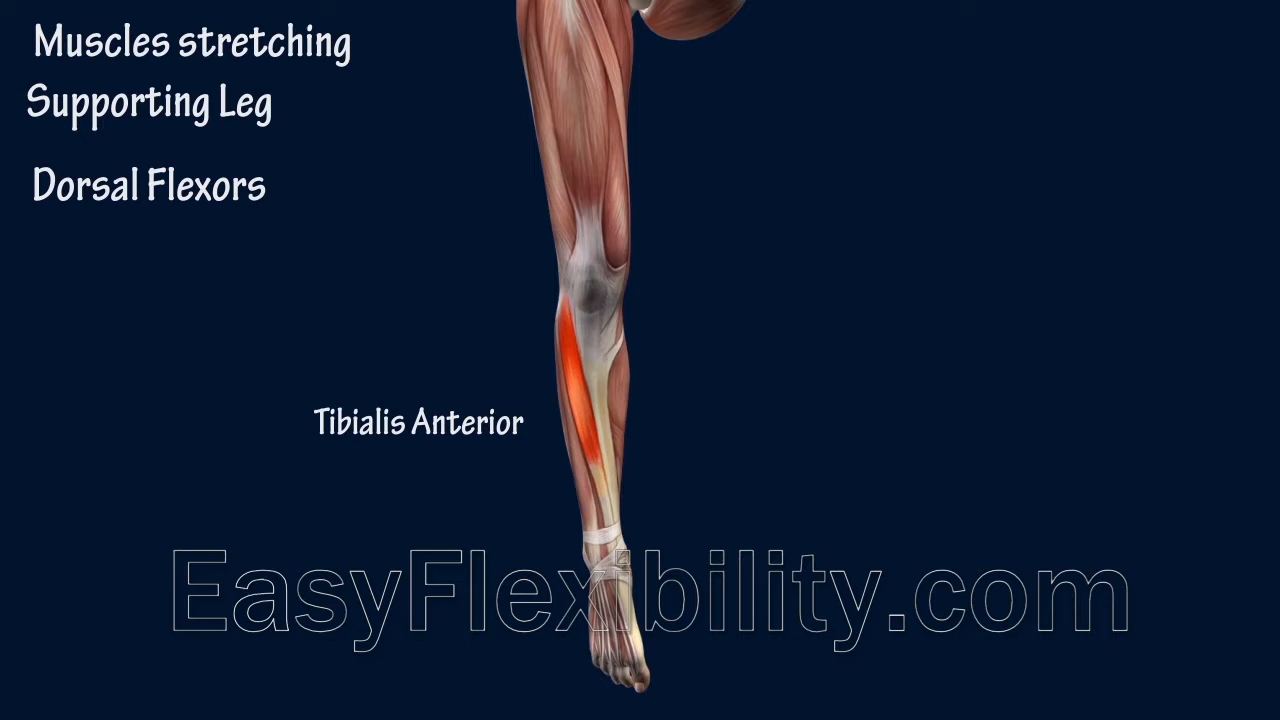 Muscles stretching
Supporting Leg
Dorsal Flexors
Tibialis Anterior
EasyFlexibility.com